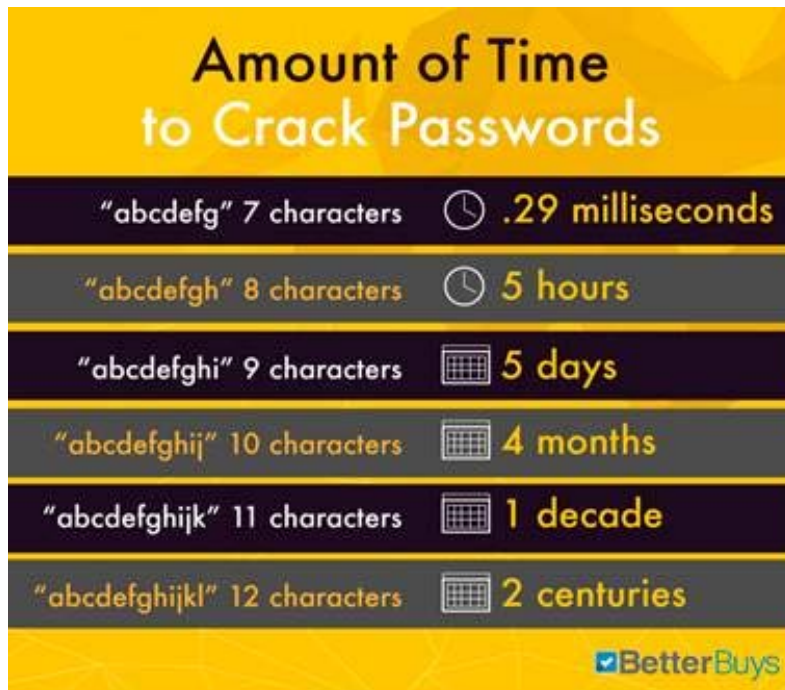 Amount of Time
to Crack Passwords
“abcdefg” 7 characters .29 milliseconds
“abcdefgh” 8 characters 5 hours
“abcdefghi” 9 characters 5 days
“abcdefghij” 10 characters 4 months
“abcdefghijk” 11 characters 1 decade
“abcdefghijkl” 12 characters 2 centuries
BetterBuys